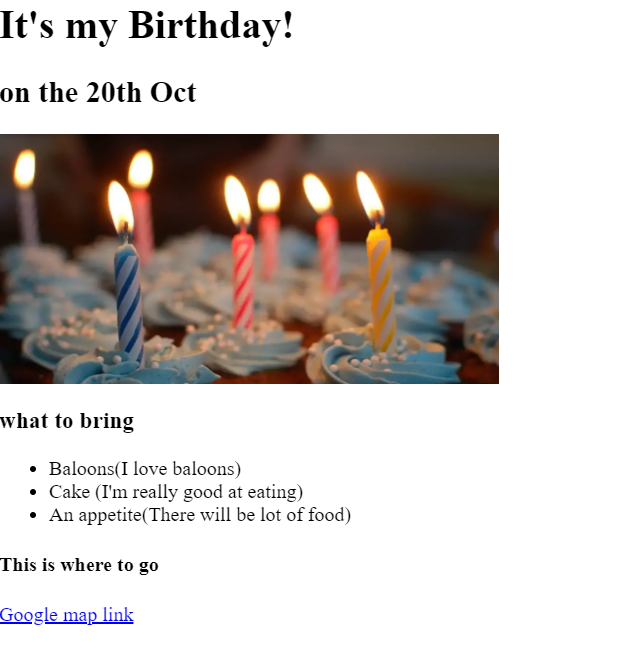 It's my Birthday!
on the 20th Oct
what to bring
Baloons(I love baloons)
Cake (I'm really good at eating)
An appetite(There will be lot of food)
This is where to go
Google map link